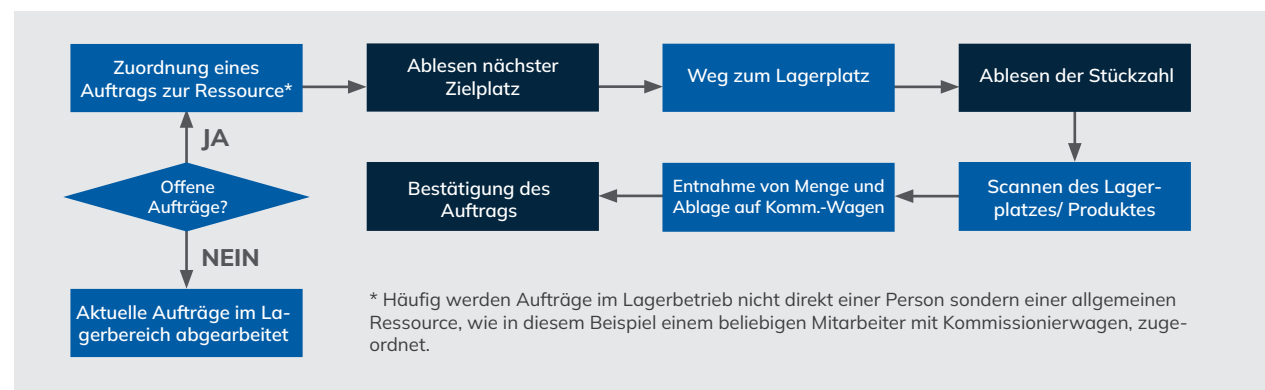 Zuordnung eines
Auftrags zur Ressource*
Ablesen nächster
Zielplatz
Weg zum Lagerplatz
Ablesen der Stückzahl
JA
Offene
Aufträge?
Bestätigung des
Auftrags
Entnahme von Menge und
Ablage auf Komm.-Wagen
Scannen des Lager-
platzes/ Produktes
NEIN
Aktuelle Aufträge im La-
gerbereich abgearbeitet
* Häufig werden Aufträge im Lagerbetrieb nicht direkt einer Person sondern einer allgemeinen
Ressource, wie in diesem Beispiel einem beliebigen Mitarbeiter mit Kommissionierwagen, zuge-
ordnet.